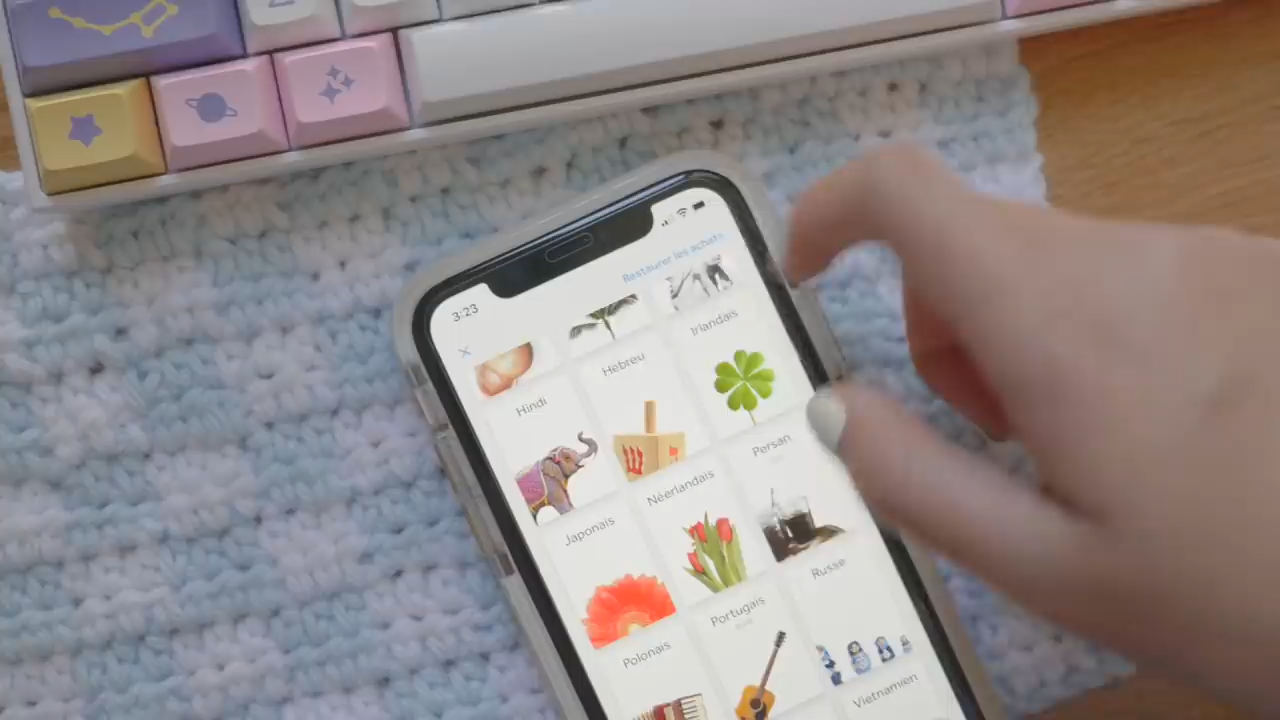 3:23
Restaurer les achats
Hindi
Hébreu
Irlandais
Japonais
Néerlandais
Persan
Polonais
Portugais
Russe
Vietnamien